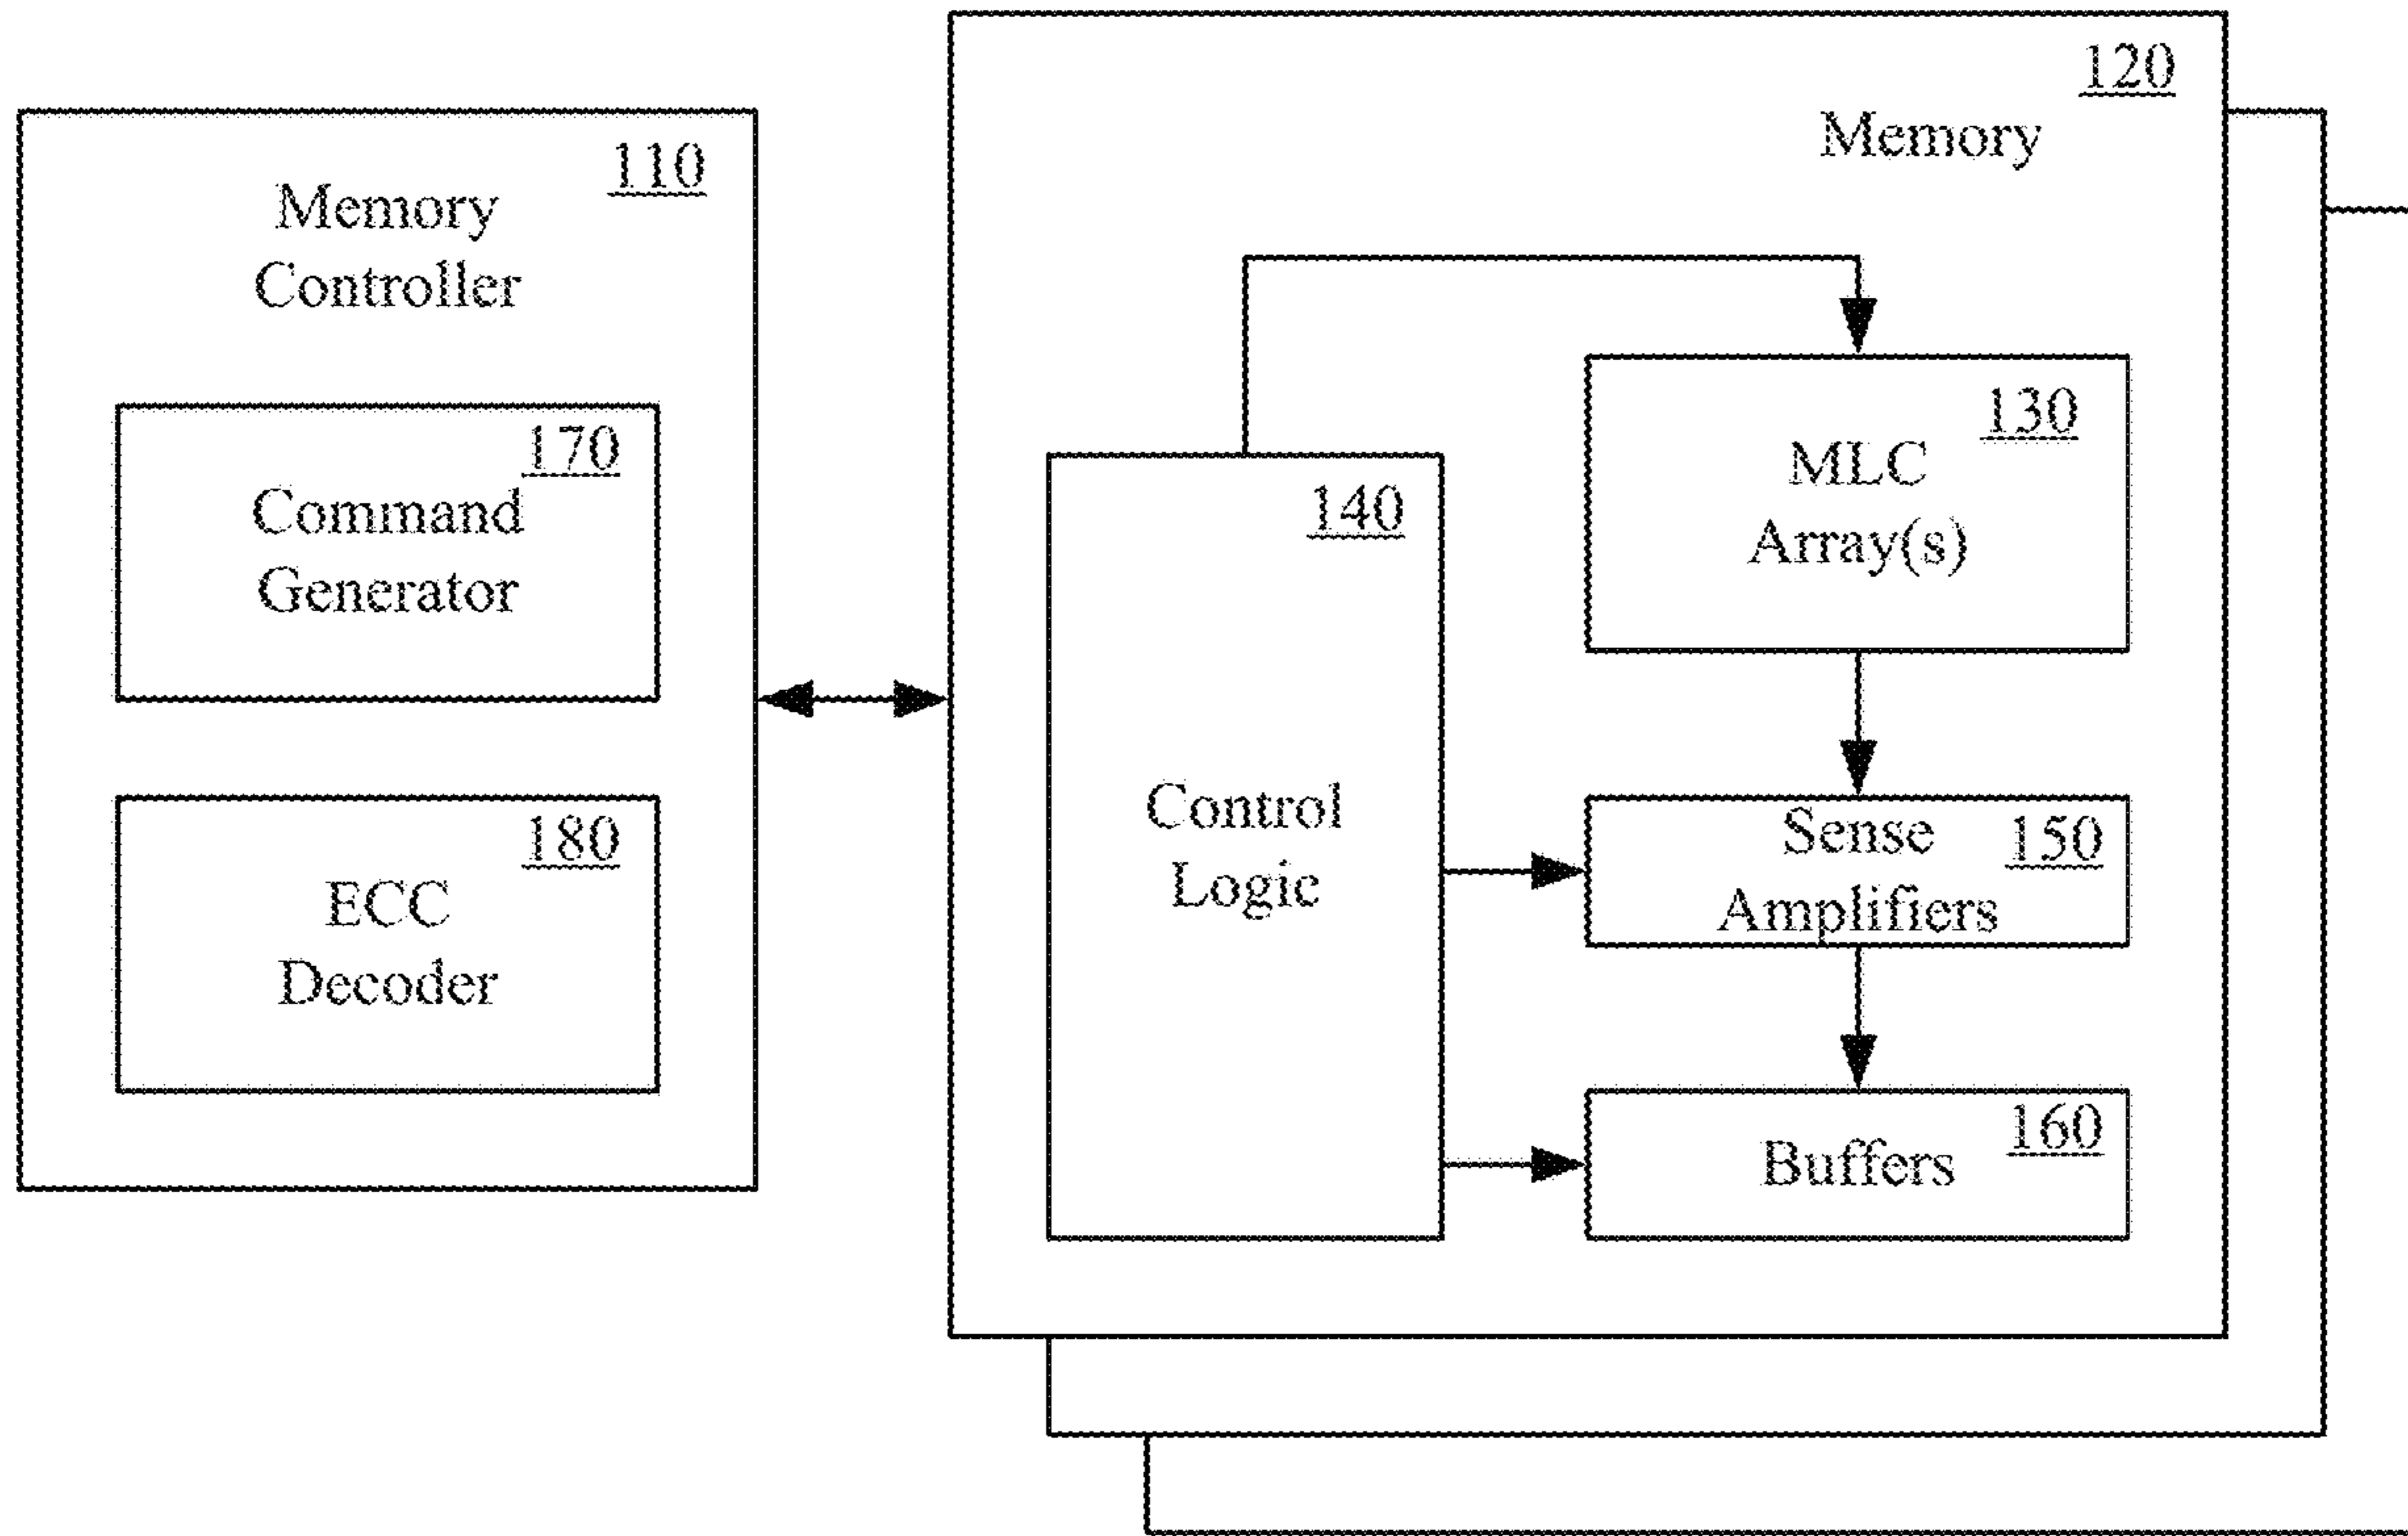 110
Memory
Controller
170
Command
Generator
180
ECC
Decoder
120
Memory
140
Control
Logic
130
MLC
Array(s)
Sense
150
Amplifiers
160
Buffers